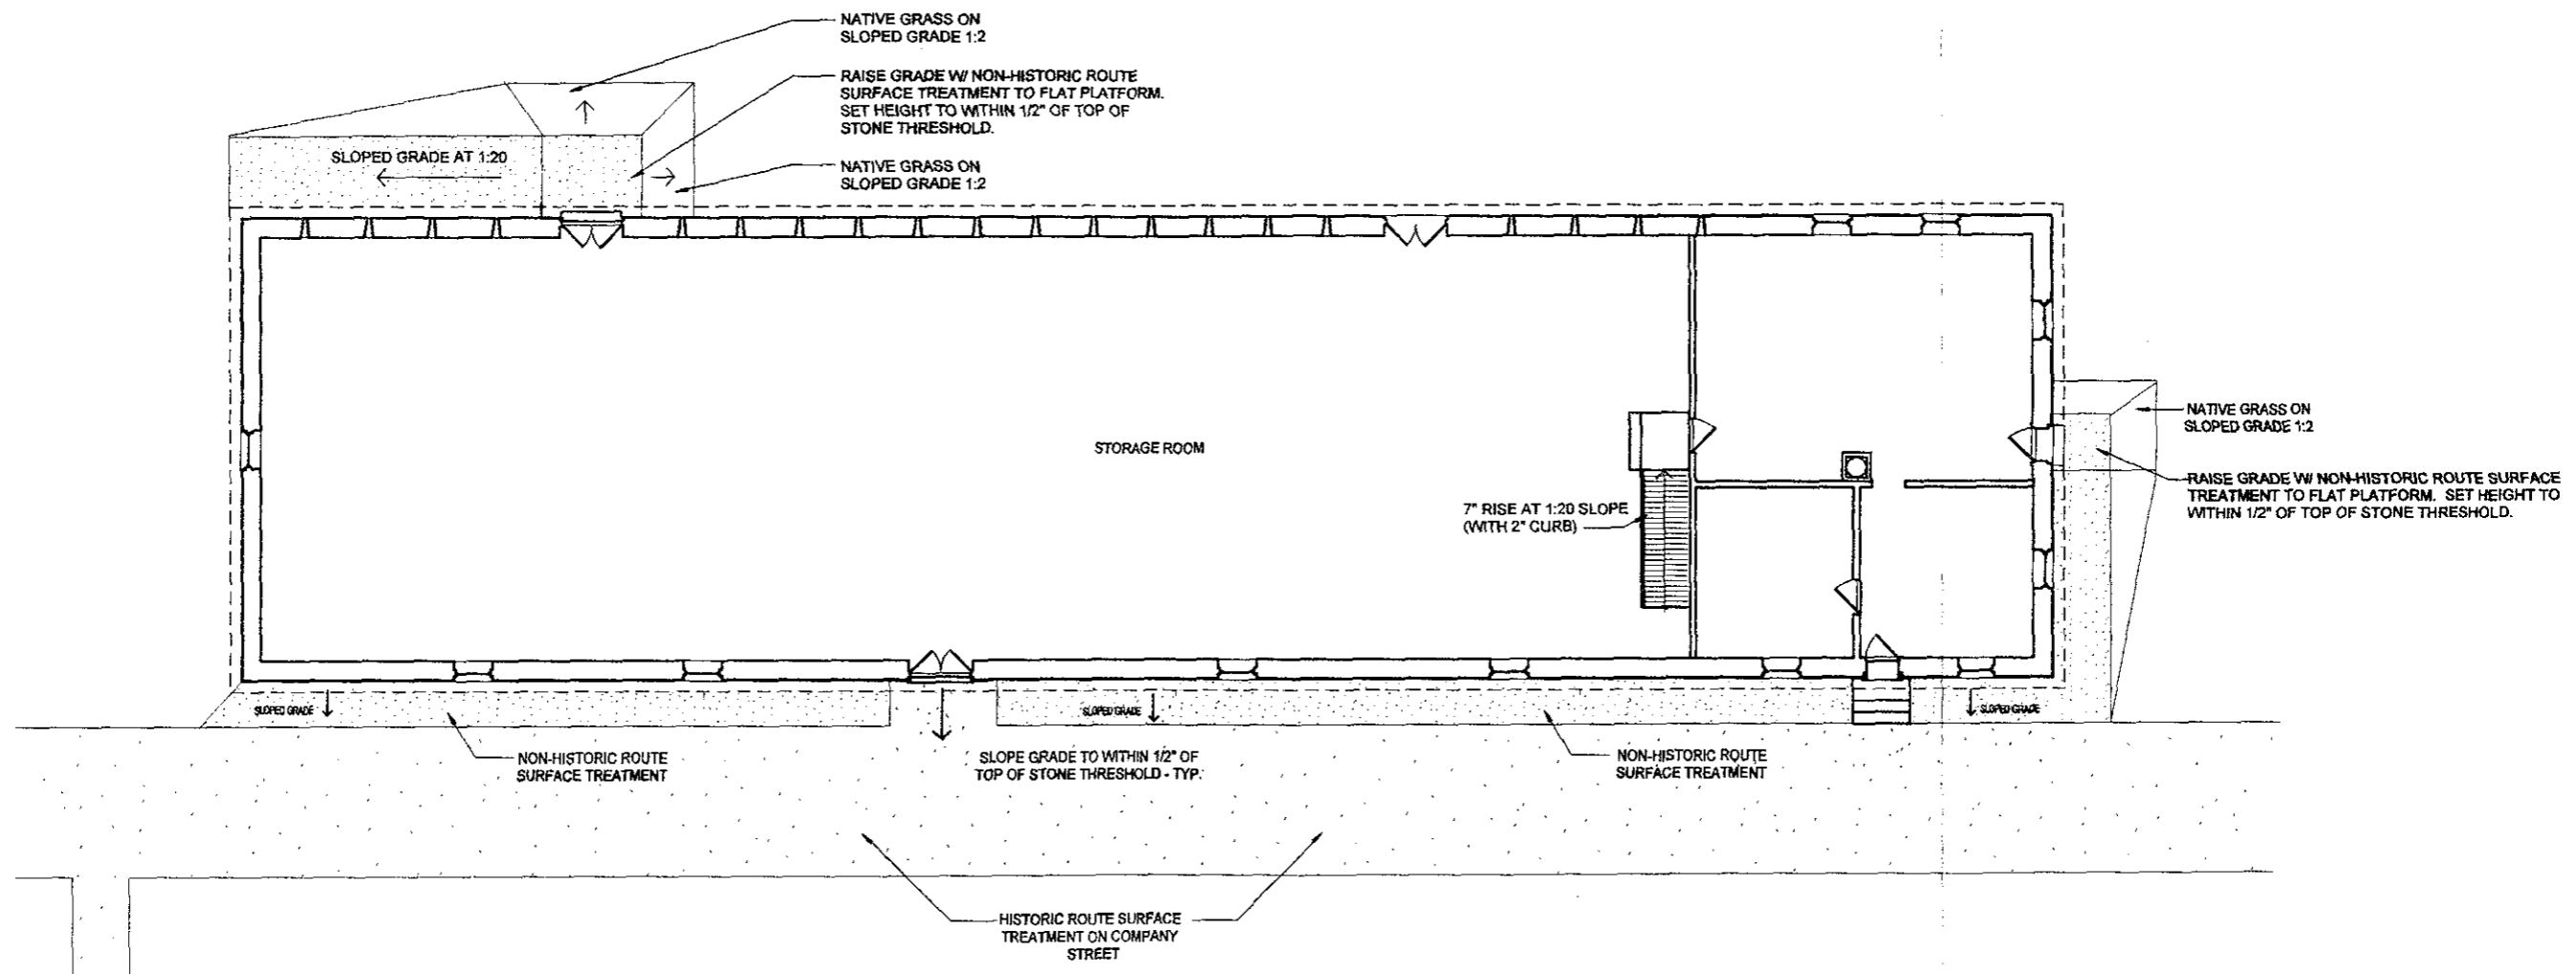 NATIVE GRASS ON
SLOPED GRADE 1:2
RAISE GRADE W/ NON-HISTORIC ROUTE
SURFACE TREATMENT TO FLAT PLATFORM.
SET HEIGHT TO WITHIN 1/2" OF TOP OF
STONE THRESHOLD.
SLOPED GRADE AT 1:20
NATIVE GRASS ON
SLOPED GRADE 1:2
STORAGE ROOM
7" RISE AT 1:20 SLOPE
(WITH 2" CURB)
NATIVE GRASS ON
SLOPED GRADE 1:2
RAISE GRADE W/ NON-HISTORIC ROUTE SURFACE
TREATMENT TO FLAT PLATFORM. SET HEIGHT TO
WITHIN 1/2" OF TOP OF STONE THRESHOLD.
SLOPED GRADE
SLOPED GRADE
SLOPED GRADE
NON-HISTORIC ROUTE
SURFACE TREATMENT
SLOPE GRADE TO WITHIN 1/2" OF
TOP OF STONE THRESHOLD - TYP.
NON-HISTORIC ROUTE
SURFACE TREATMENT
HISTORIC ROUTE SURFACE
TREATMENT ON COMPANY
STREET